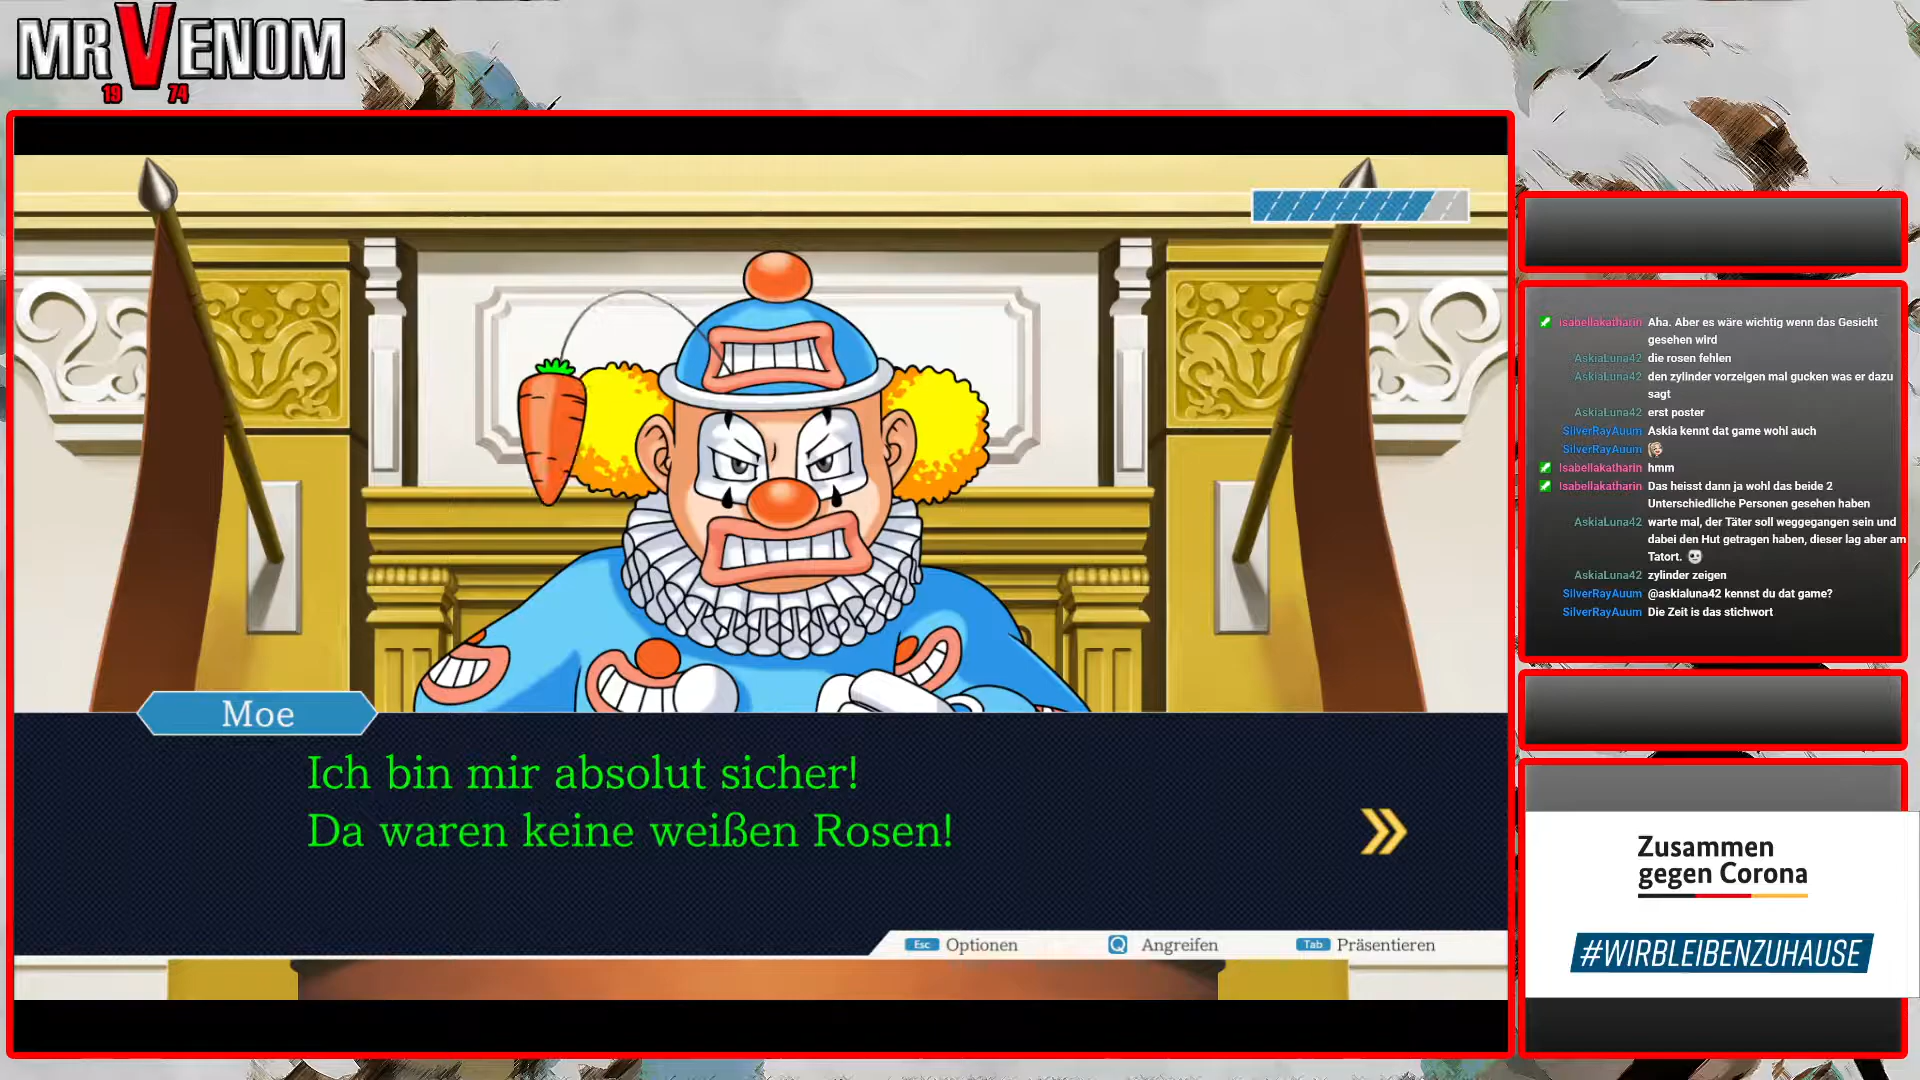 MRVENOM
19 74
Isabellakatharin Aha. Aber es wäre wichtig wenn das Gesicht
gesehen wird
AskiaLuna42 die rosen fehlen
AskiaLuna42 den zylinder vorzeigen mal gucken was er dazu
sagt
AskiaLuna42 erst poster
SilverRayAuum Askia kennt dat game wohl auch
SilverRayAuum
Isabellakatharin hmm
Isabellakatharin Das heisst dann ja wohl das beide 2
Unterschiedliche Personen gesehen haben
AskiaLuna42 warte mal, der Täter soll weggegangen sein und
dabei den Hut getragen haben, dieser lag aber am
Tatort.
AskiaLuna42 zylinder zeigen
SilverRayAuum @askialuna42 kennst du dat game?
SilverRayAuum Die Zeit is das stichwort
Moe
Ich bin mir absolut sicher!
Da waren keine weißen Rosen!
Esc Optionen Q Angreifen Tab Präsentieren
Zusammen
gegen Corona
#WIRBLEIBENZUHAUSE